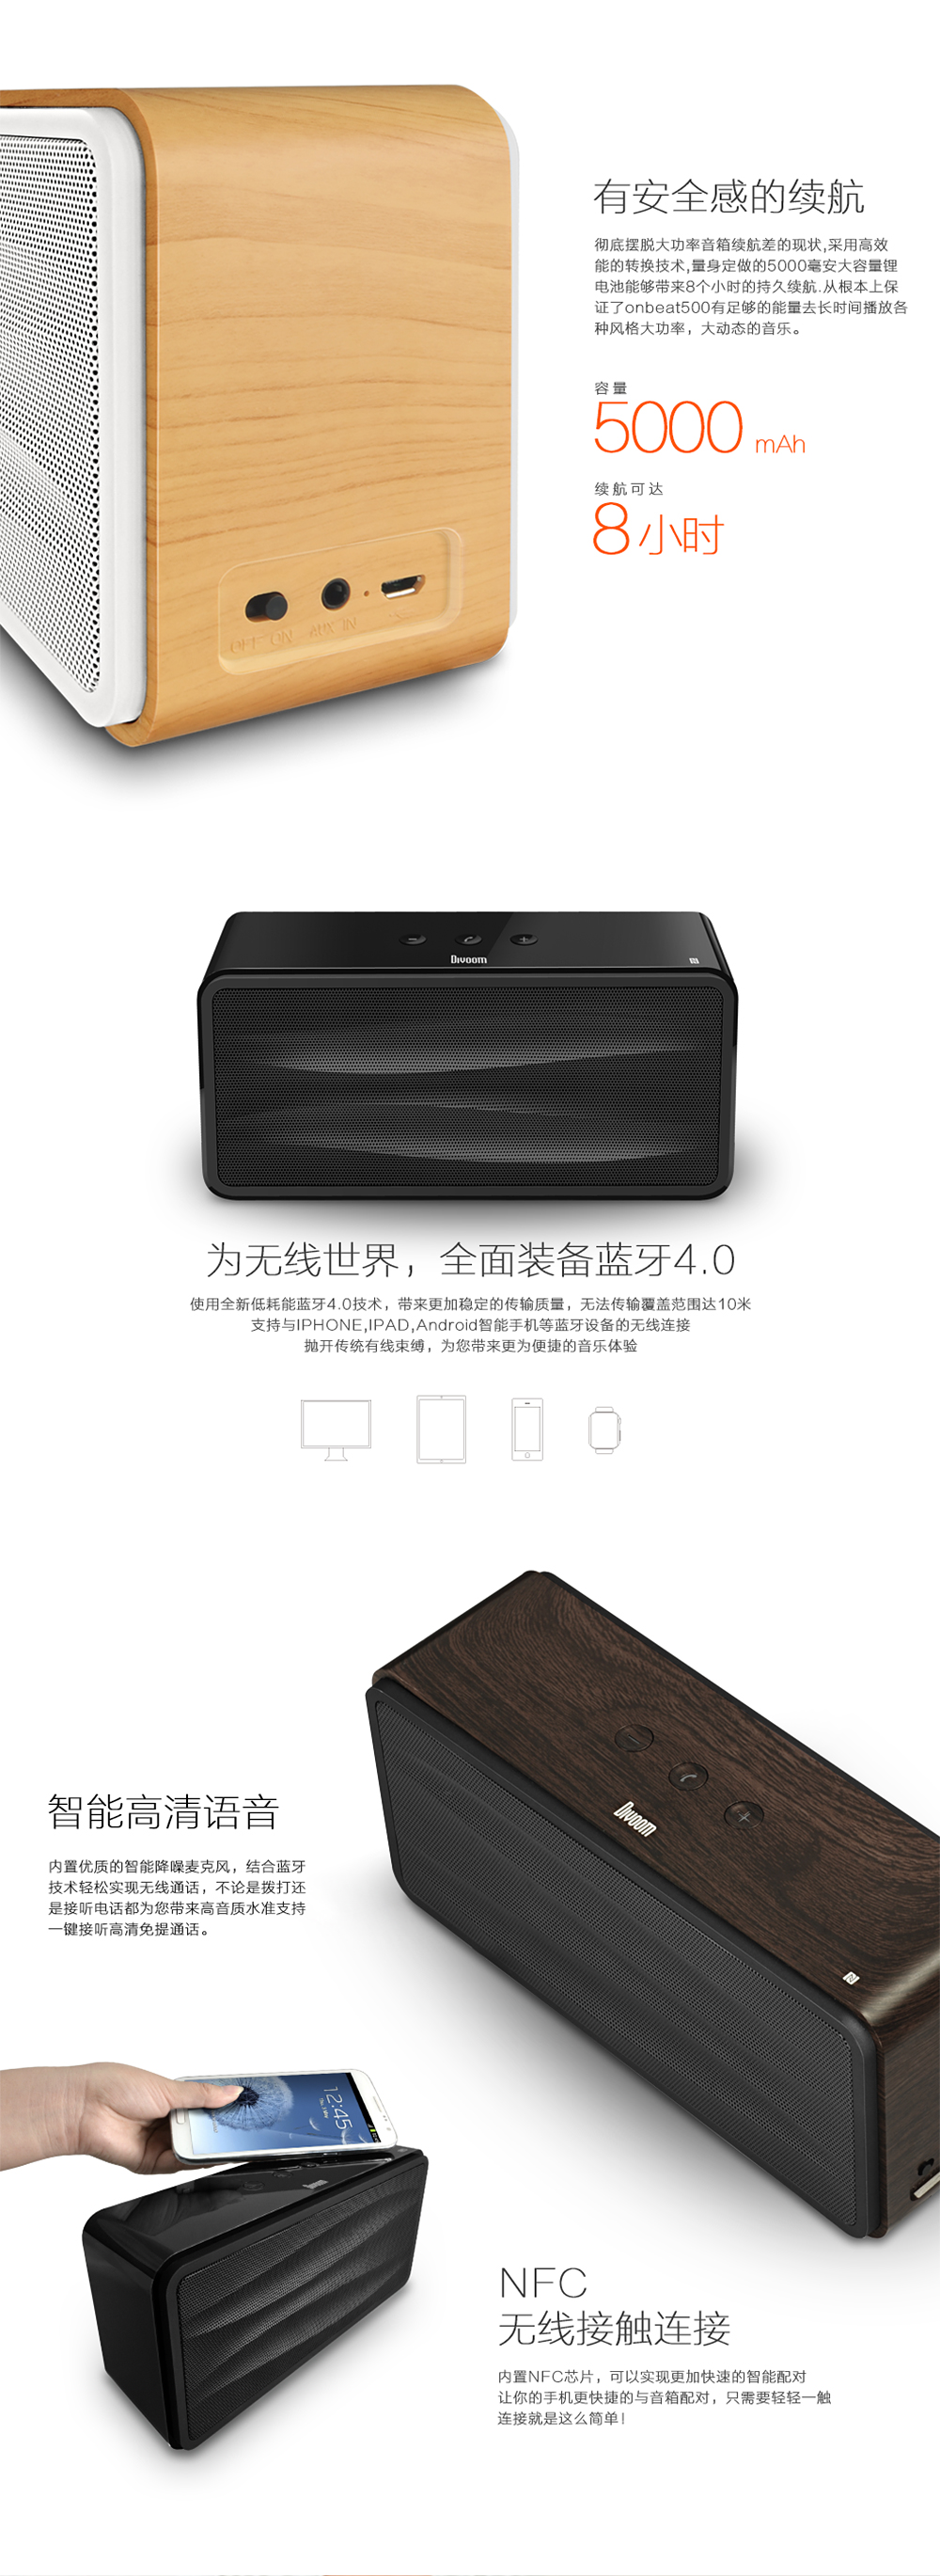 有安全感的续航
彻底摆脱大功率音箱续航差的现状,采用高效
能的转换技术,量身定做的5000毫安大容量锂
电池能够带来8个小时的持久续航.从根本上保
证了onbeat500有足够的能量去长时间播放各
种风格大功率，大动态的音乐。
容量
5000 mAh
续航可达
8小时
OFF ON AUX IN
Divoom
为无线世界，全面装备蓝牙4.0
使用全新低耗能蓝牙4.0技术，带来更加稳定的传输质量，无法传输覆盖范围达10米
支持与IPHONE,IPAD,Android智能手机等蓝牙设备的无线连接
抛开传统有线束缚，为您带来更为便捷的音乐体验
Divoom
智能高清语音
内置优质的智能降噪麦克风，结合蓝牙
技术轻松实现无线通话，不论是拨打还
是接听电话都为您带来高音质水准支持
一键接听高清免提通话。
12:45
NFC
无线接触连接
内置NFC芯片，可以实现更加快速的智能配对
让你的手机更快捷的与音箱配对，只需要轻轻一触
连接就是这么简单!